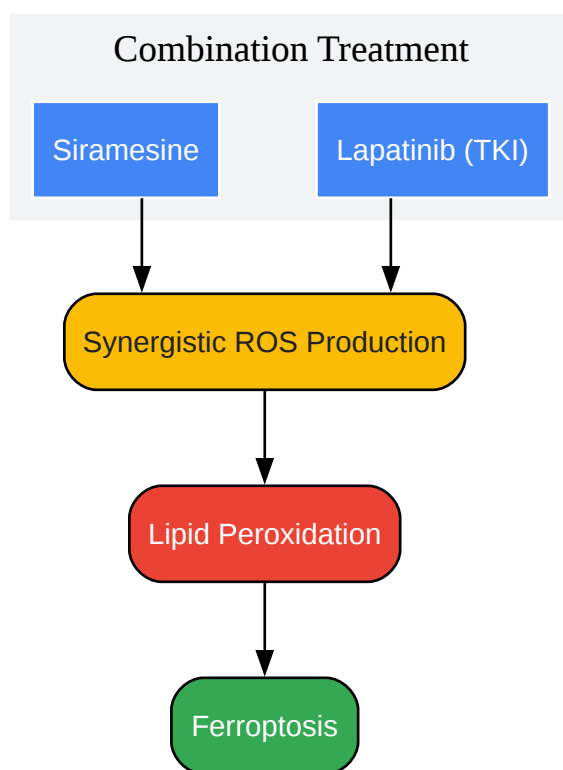 Combination Treatment
Siramesine
Lapatinib (TKI)
Synergistic ROS Production
Lipid Peroxidation
Ferroptosis